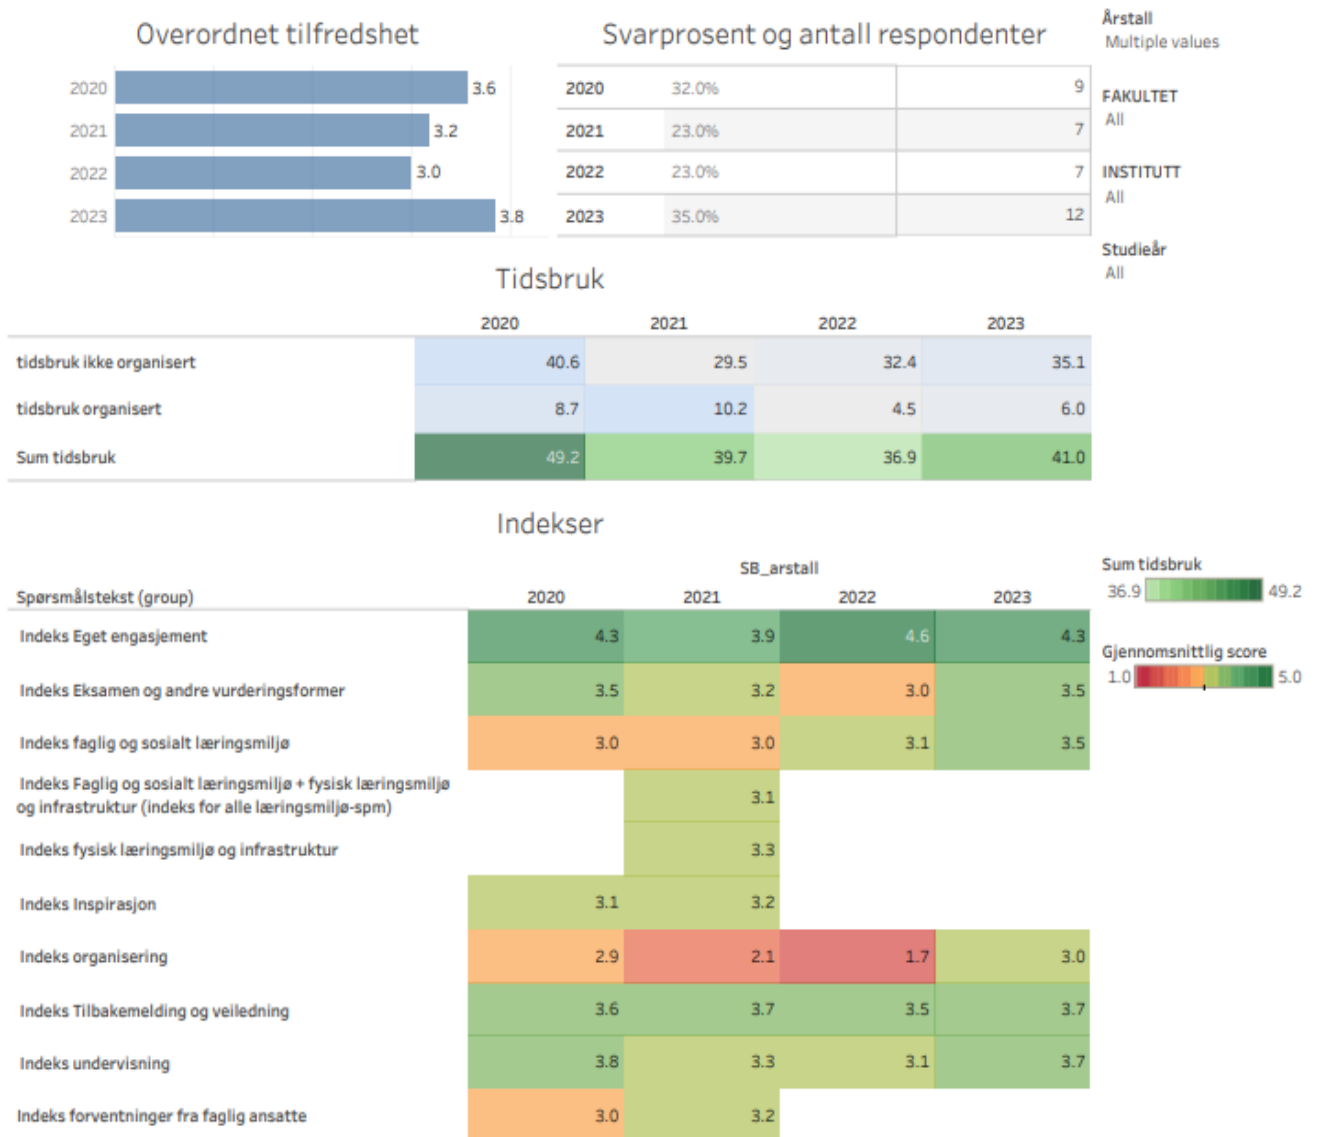 Overordnet tilfredshet
2020 3.6
2021 3.2
2022 3.0
2023 3.8
Svarprosent og antall respondenter
2020 32.0% 9
2021 23.0% 7
2022 23.0% 7
2023 35.0% 12
Årstall
Multiple values
FAKULTET
All
INSTITUTT
All
Studieår
All
Tidsbruk
2020 2021 2022 2023
tidsbruk ikke organisert 40.6 29.5 32.4 35.1
tidsbruk organisert 8.7 10.2 4.5 6.0
Sum tidsbruk 49.2 39.7 36.9 41.0
Indekser
SB_arstall
Spørsmålstekst (group) 2020 2021 2022 2023
Indeks Eget engasjement 4.3 3.9 4.6 4.3
Indeks Eksamen og andre vurderingsformer 3.5 3.2 3.0 3.5
Indeks faglig og sosialt læringsmiljø 3.0 3.0 3.1 3.5
Indeks Faglig og sosialt læringsmiljø + fysisk læringsmiljø
og infrastruktur (indeks for alle læringsmiljø-spm) 3.1
Indeks fysisk læringsmiljø og infrastruktur 3.3
Indeks Inspirasjon 3.1 3.2
Indeks organisering 2.9 2.1 1.7 3.0
Indeks Tilbakemelding og veiledning 3.6 3.7 3.5 3.7
Indeks undervisning 3.8 3.3 3.1 3.7
Indeks forventninger fra faglig ansatte 3.0 3.2
Sum tidsbruk
36.9 49.2
Gjennomsnittlig score
1.0 5.0